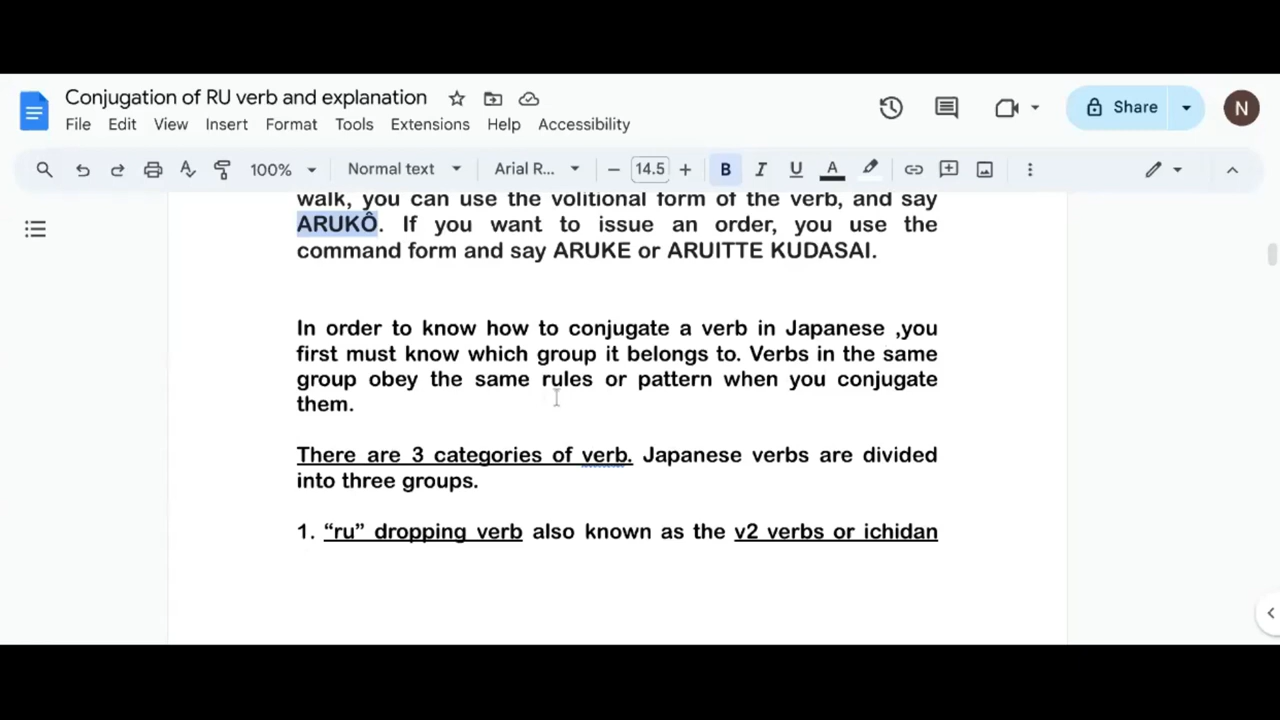 Conjugation of RU verb and explanation
File Edit View Insert Format Tools Extensions Help Accessibility
Share
N
100% Normal text Arial R... 14.5 B I U A
walk, you can use the volitional form of the verb, and say
ARUKÔ. If you want to issue an order, you use the
command form and say ARUKE or ARUITTE KUDASAI.
In order to know how to conjugate a verb in Japanese ,you
first must know which group it belongs to. Verbs in the same
group obey the same rules or pattern when you conjugate
them.
There are 3 categories of verb. Japanese verbs are divided
into three groups.
1. “ru” dropping verb also known as the v2 verbs or ichidan